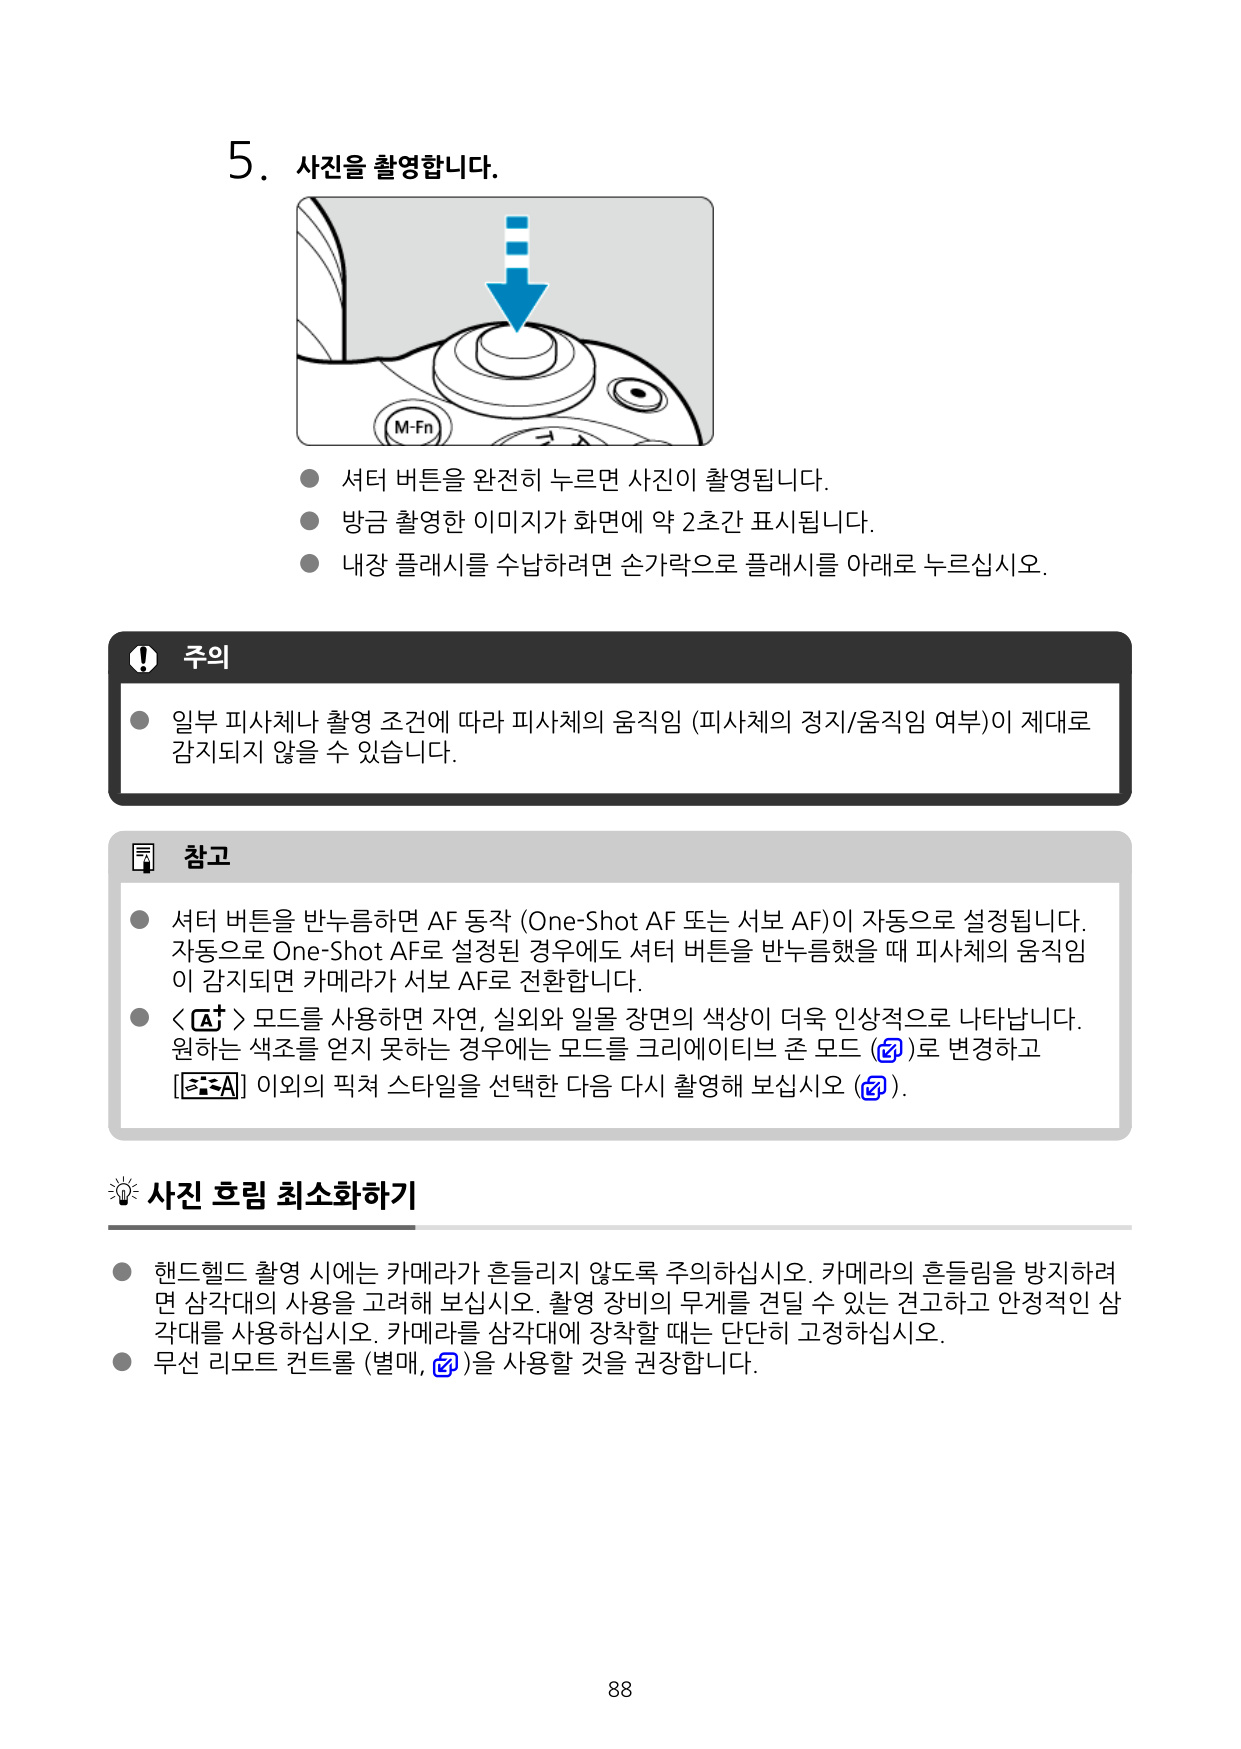 5. 사진을 촬영합니다.
M-Fn
● 셔터 버튼을 완전히 누르면 사진이 촬영됩니다.
● 방금 촬영한 이미지가 화면에 약 2초간 표시됩니다.
● 내장 플래시를 수납하려면 손가락으로 플래시를 아래로 누르십시오.
주의
● 일부 피사체나 촬영 조건에 따라 피사체의 움직임 (피사체의 정지/움직임 여부)이 제대로
감지되지 않을 수 있습니다.
참고
● 셔터 버튼을 반누름하면 AF 동작 (One-Shot AF 또는 서보 AF)이 자동으로 설정됩니다.
자동으로 One-Shot AF로 설정된 경우에도 셔터 버튼을 반누름했을 때 피사체의 움직임
이 감지되면 카메라가 서보 AF로 전환합니다.
● < A+ > 모드를 사용하면 자연, 실외와 일몰 장면의 색상이 더욱 인상적으로 나타납니다.
원하는 색조를 얻지 못하는 경우에는 모드를 크리에이티브 존 모드 ( )로 변경하고
[ A] 이외의 픽쳐 스타일을 선택한 다음 다시 촬영해 보십시오 ( ).
사진 흐림 최소화하기
● 핸드헬드 촬영 시에는 카메라가 흔들리지 않도록 주의하십시오. 카메라의 흔들림을 방지하려
면 삼각대의 사용을 고려해 보십시오. 촬영 장비의 무게를 견딜 수 있는 견고하고 안정적인 삼
각대를 사용하십시오. 카메라를 삼각대에 장착할 때는 단단히 고정하십시오.
● 무선 리모트 컨트롤 (별매, )을 사용할 것을 권장합니다.
88